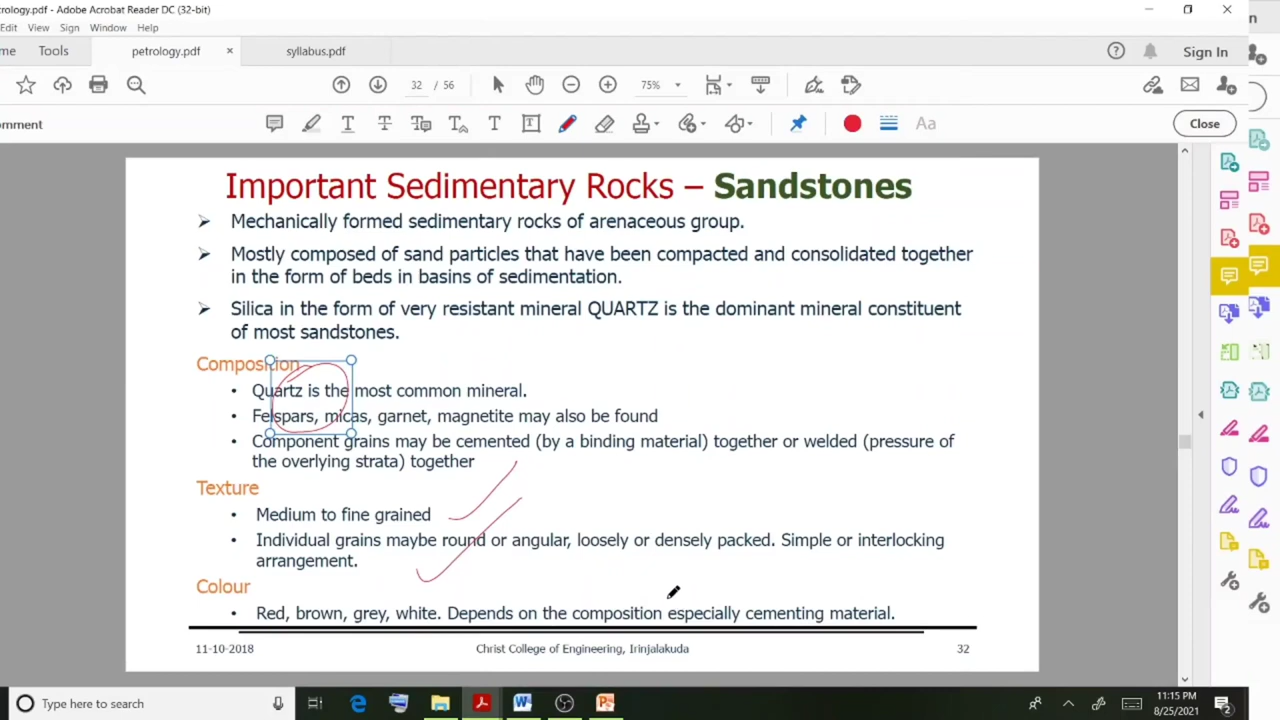 trology.pdf - Adobe Acrobat Reader DC (32-bit)
Edit View Sign Window Help
me Tools petrology.pdf × syllabus.pdf Sign In
32 / 56 75%
omment Close
Important Sedimentary Rocks – Sandstones
➢ Mechanically formed sedimentary rocks of arenaceous group.
➢ Mostly composed of sand particles that have been compacted and consolidated together
in the form of beds in basins of sedimentation.
➢ Silica in the form of very resistant mineral QUARTZ is the dominant mineral constituent
of most sandstones.
Composition
• Quartz is the most common mineral.
• Felspars, micas, garnet, magnetite may also be found
• Component grains may be cemented (by a binding material) together or welded (pressure of
the overlying strata) together
Texture
• Medium to fine grained
• Individual grains maybe round or angular, loosely or densely packed. Simple or interlocking
arrangement.
Colour
• Red, brown, grey, white. Depends on the composition especially cementing material.
11-10-2018 Christ College of Engineering, Irinjalakuda 32
Type here to search
11:15 PM
8/25/2021
2